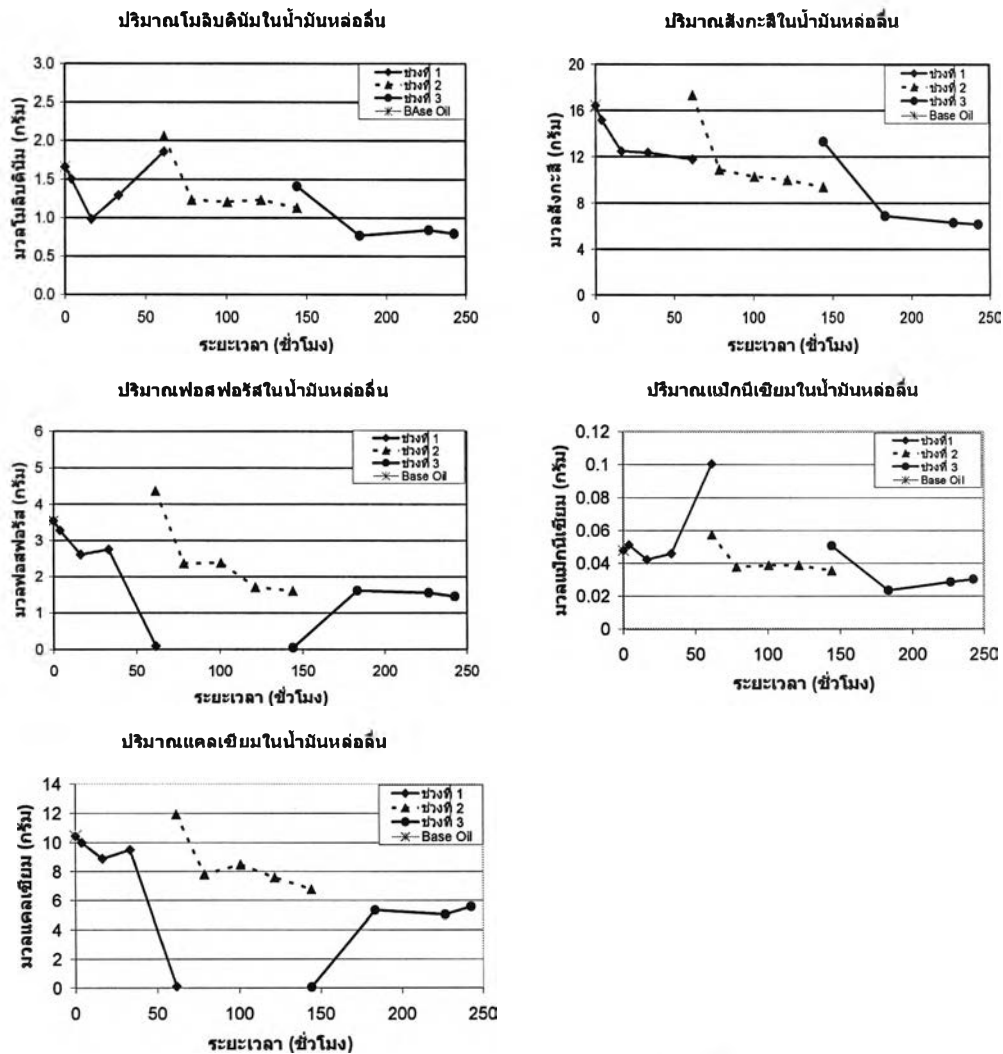 ปริมาณโมลิบดินัมในน้ำมันหล่อลื่น
3.0
2.5
2.0
1.5
1.0
0.5
0.0
มวลโมลิบดินัม (กรัม)
ช่วงที่ 1
ช่วงที่ 2
ช่วงที่ 3
BAse Oil
0 50 100 150 200 250
ระยะเวลา (ชั่วโมง)
ปริมาณสังกะสีในน้ำมันหล่อลื่น
20
16
12
8
4
0
มวลสังกะสี (กรัม)
ช่วงที่ 1
ช่วงที่ 2
ช่วงที่ 3
Base Oil
0 50 100 150 200 250
ระยะเวลา (ชั่วโมง)
ปริมาณฟอสฟอรัสในน้ำมันหล่อลื่น
6
5
4
3
2
1
0
มวลฟอสฟอรัส (กรัม)
ช่วงที่ 1
ช่วงที่ 2
ช่วงที่ 3
Base Oil
0 50 100 150 200 250
ระยะเวลา (ชั่วโมง)
ปริมาณแม็กนีเซียมในน้ำมันหล่อลื่น
0.12
0.1
0.08
0.06
0.04
0.02
0
มวลแม็กนีเซียม (กรัม)
ช่วงที่1
ช่วงที่ 2
ช่วงที่ 3
Base Oil
0 50 100 150 200 250
ระยะเวลา (ชั่วโมง)
ปริมาณแคลเซียมในน้ำมันหล่อลื่น
14
12
10
8
6
4
2
0
มวลแคลเซียม (กรัม)
ช่วงที่ 1
ช่วงที่ 2
ช่วงที่ 3
Base Oil
0 50 100 150 200 250
ระยะเวลา (ชั่วโมง)